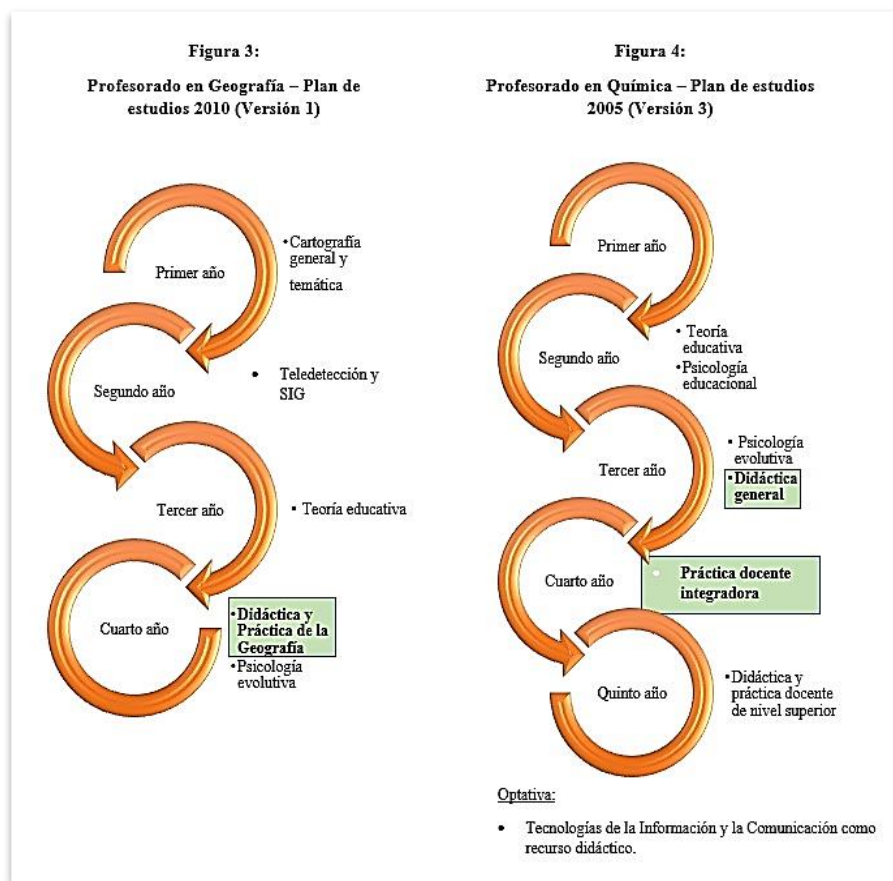 Figura 3:
Profesorado en Geografía – Plan de
estudios 2010 (Versión 1)
Primer año
•Cartografía
general y
temática
Segundo año
• Teledetección y
SIG
Tercer año
• Teoría educativa
Cuarto año
•Didáctica y
Práctica de la
Geografía
•Psicología
evolutiva
Figura 4:
Profesorado en Química – Plan de estudios
2005 (Versión 3)
Primer año
Segundo año
• Teoría
educativa
•Psicología
educacional
Tercer año
•Psicología
evolutiva
•Didáctica
general
Cuarto año
• Práctica docente
integradora
Quinto año
•Didáctica y
práctica docente
de nivel superior
Optativa:
• Tecnologías de la Información y la Comunicación como
recurso didáctico.